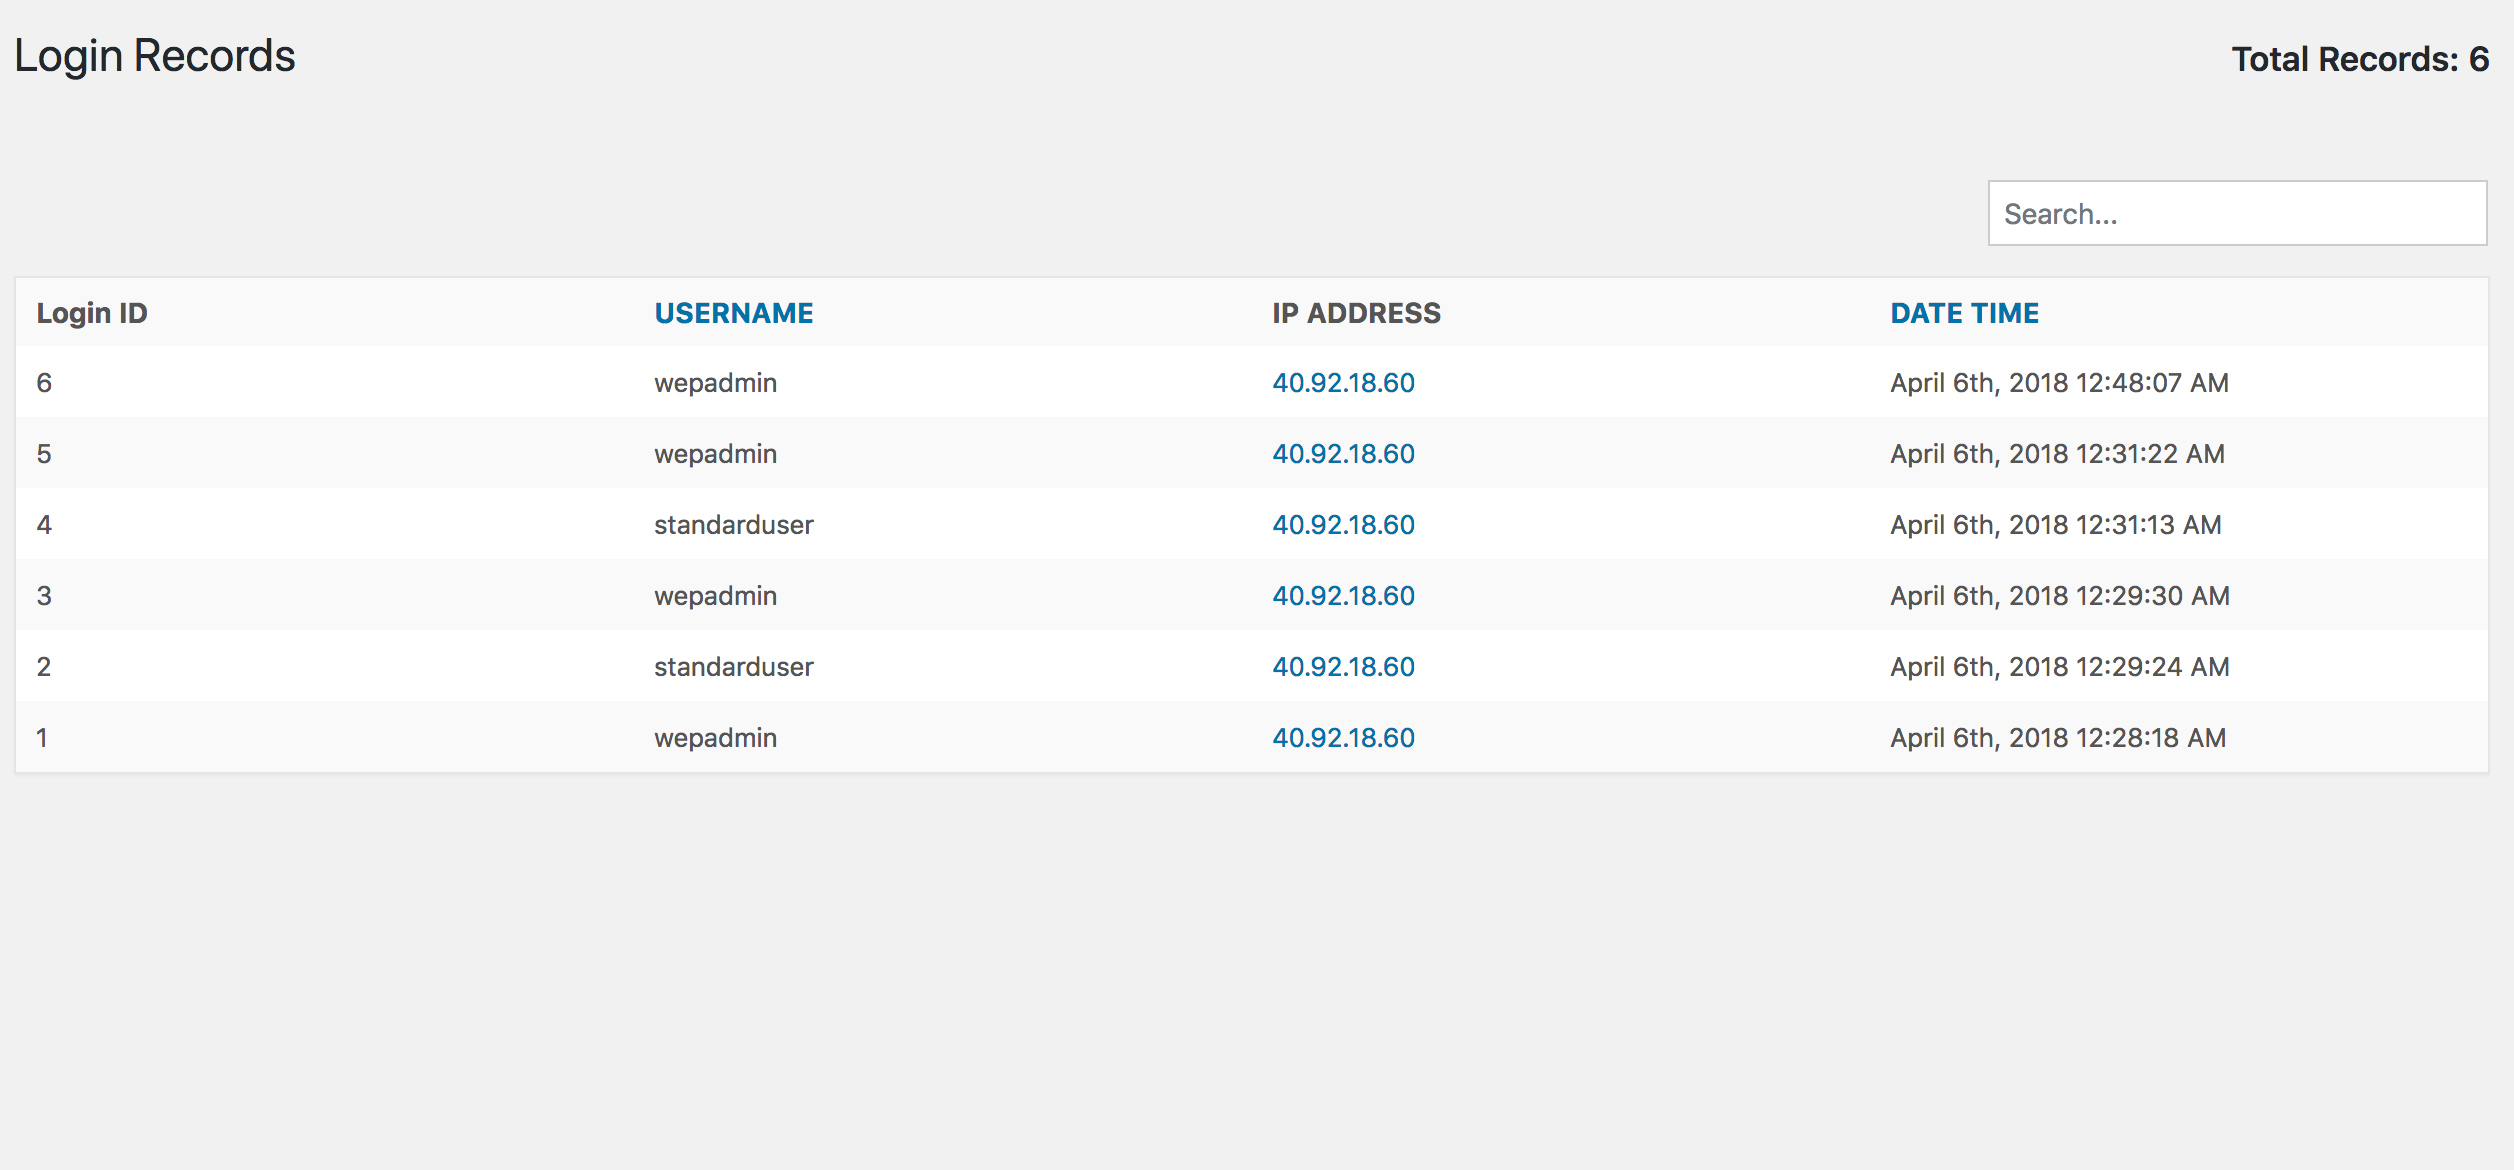 Login Records
Total Records: 6
Search...
Login ID USERNAME IP ADDRESS DATE TIME
6 wepadmin 40.92.18.60 April 6th, 2018 12:48:07 AM
5 wepadmin 40.92.18.60 April 6th, 2018 12:31:22 AM
4 standarduser 40.92.18.60 April 6th, 2018 12:31:13 AM
3 wepadmin 40.92.18.60 April 6th, 2018 12:29:30 AM
2 standarduser 40.92.18.60 April 6th, 2018 12:29:24 AM
1 wepadmin 40.92.18.60 April 6th, 2018 12:28:18 AM